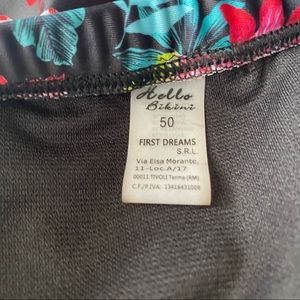 Hello
Bikini
50
FIRST DREAMS
S.R.L.
Via Elsa Morante,
11-Loc.A/17
00011 TIVOLI Terme (RM)
C.F./P.IVA: 13416431008